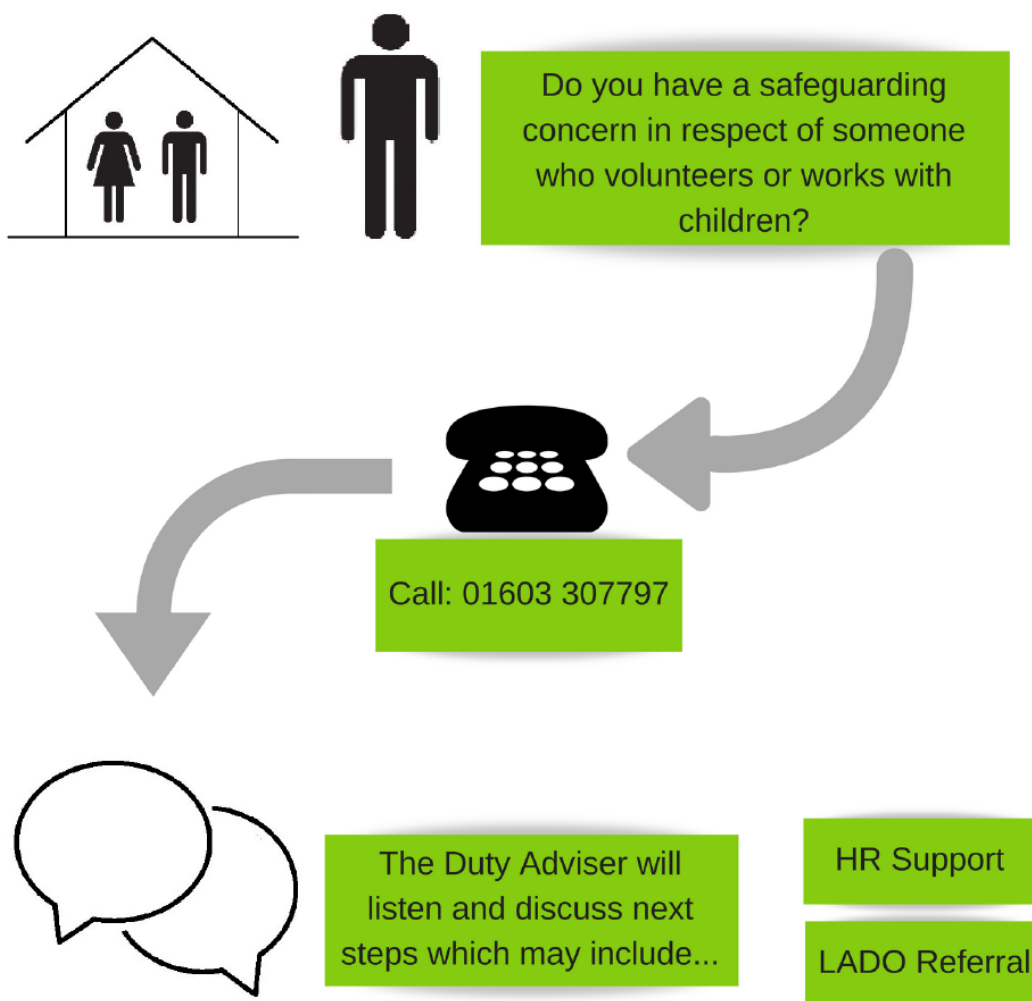 Do you have a safeguarding
concern in respect of someone
who volunteers or works with
children?
Call: 01603 307797
The Duty Adviser will
listen and discuss next
steps which may include...
HR Support
LADO Referral